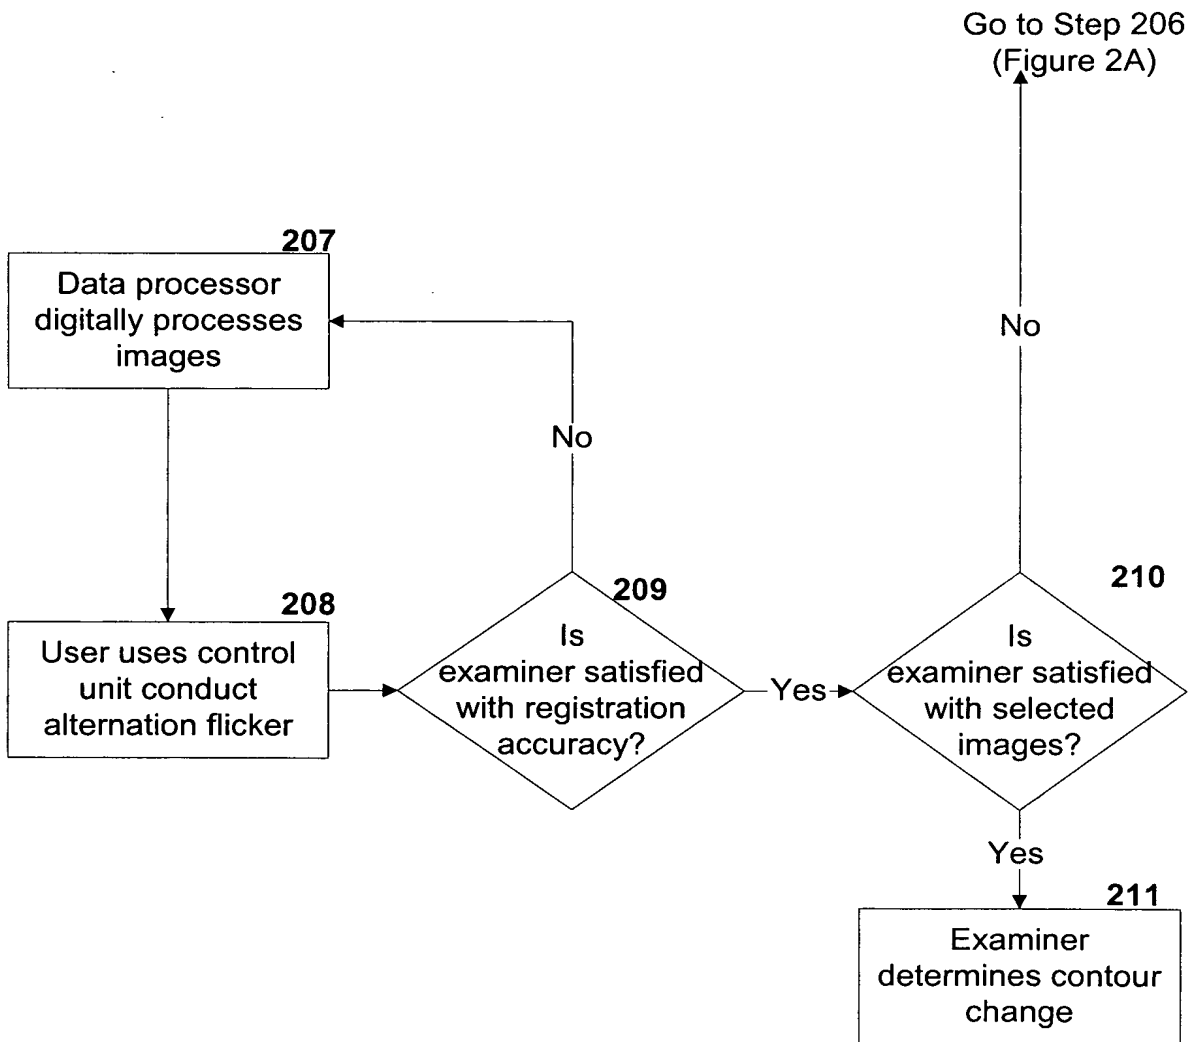 Go to Step 206
(Figure 2A)
207
Data processor
digitally processes
images
No
No
208
User uses control
unit conduct
alternation flicker
209
Is
examiner satisfied
with registration
accuracy?
Yes
210
Is
examiner satisfied
with selected
images?
Yes
211
Examiner
determines contour
change